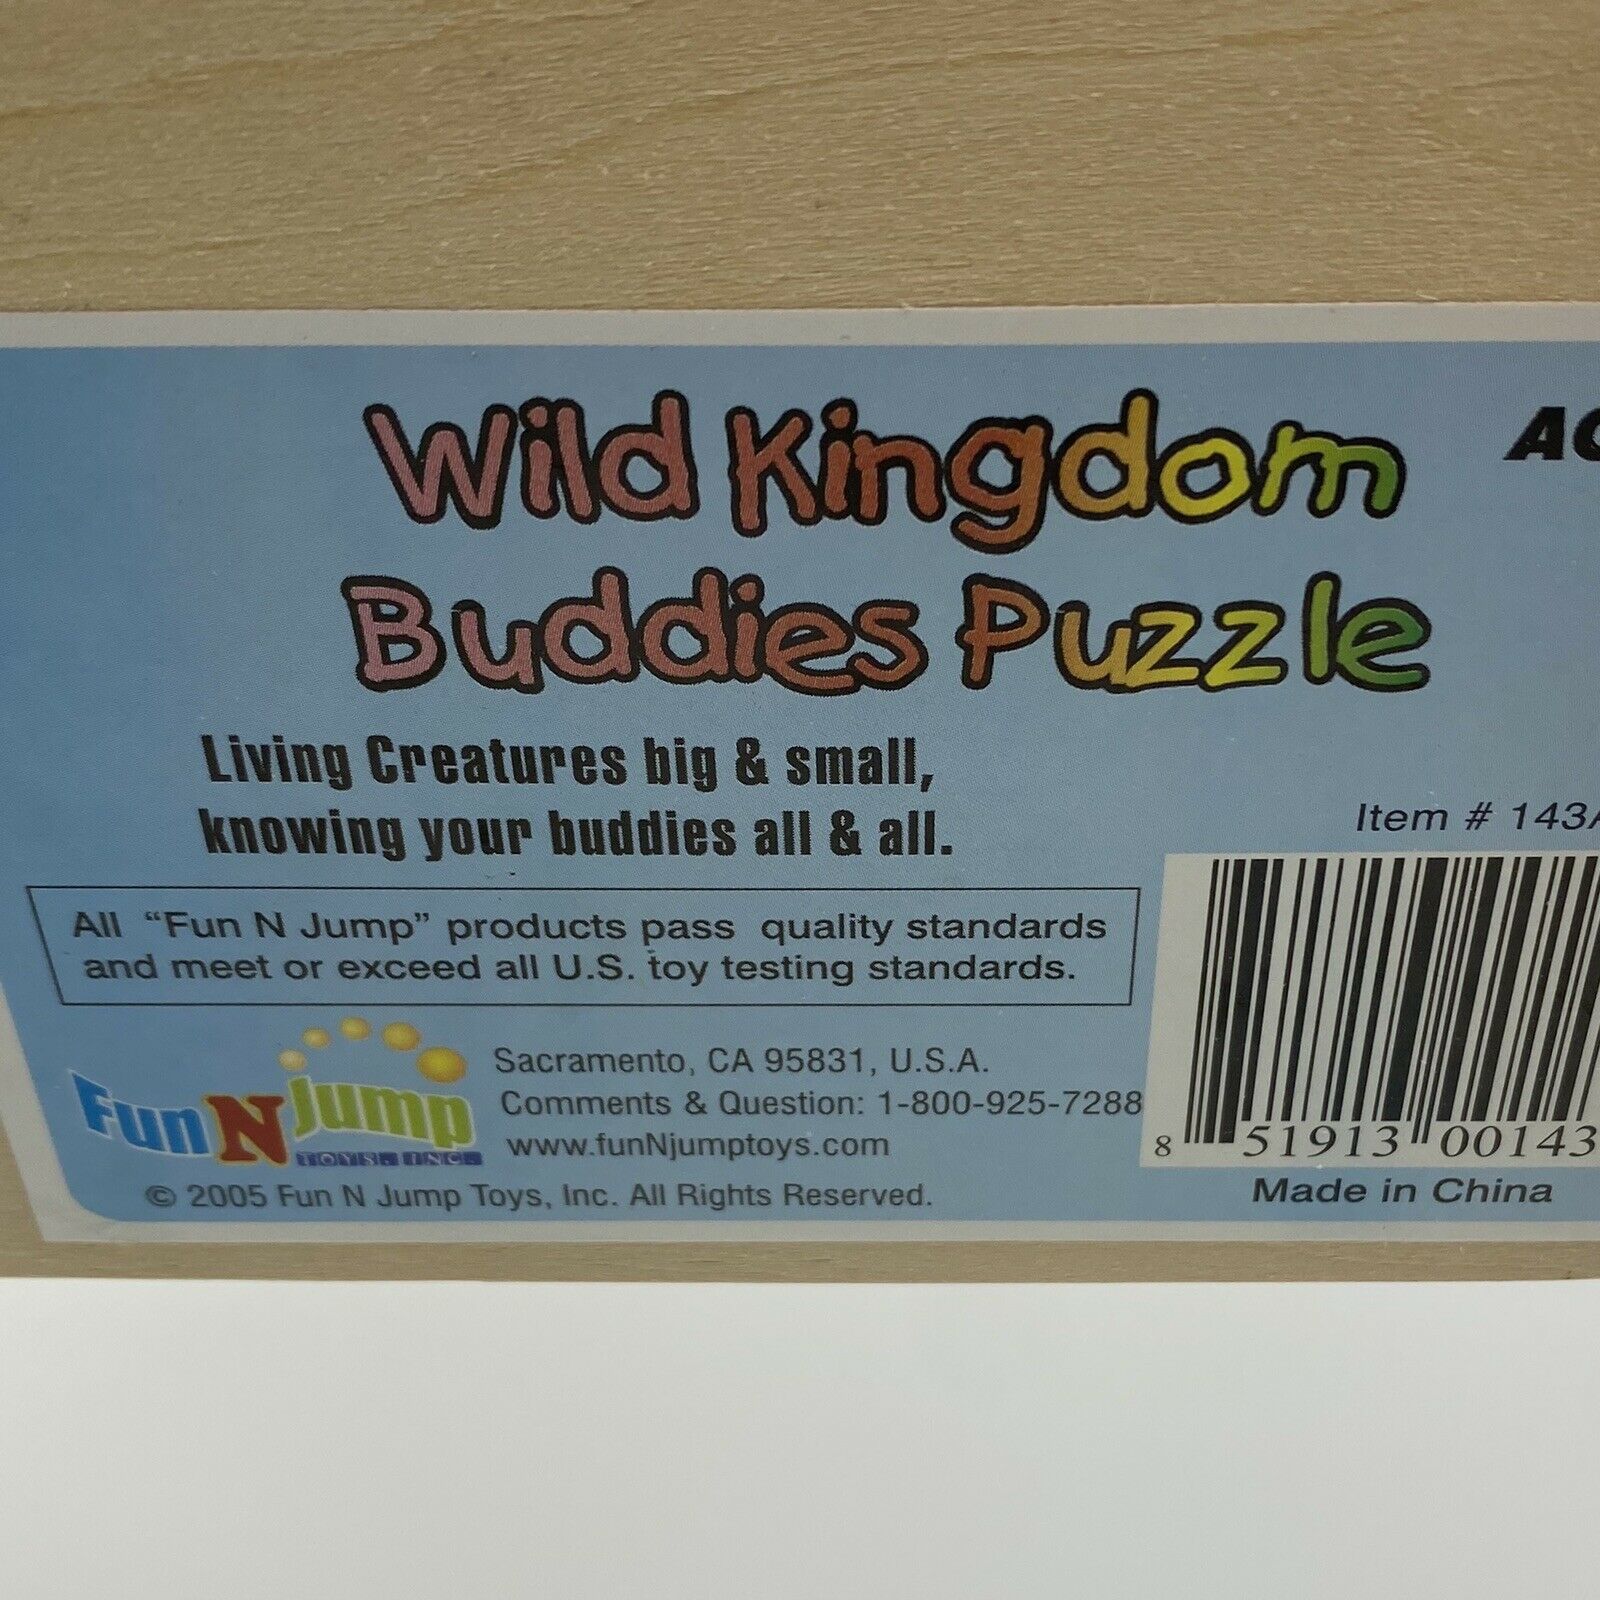 Wild Kingdom
Buddies Puzzle
Living Creatures big & small,
knowing your buddies all & all.
Item # 143A
All “Fun N Jump” products pass quality standards
and meet or exceed all U.S. toy testing standards.
Fun N Jump
TOYS, INC.
Sacramento, CA 95831, U.S.A.
Comments & Question: 1-800-925-7288
www.funNjumptoys.com
© 2005 Fun N Jump Toys, Inc. All Rights Reserved.
8 51913 00143
Made in China